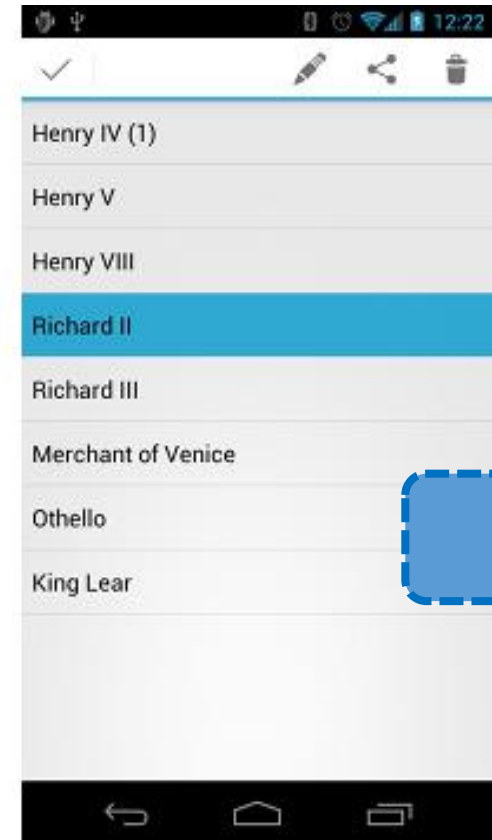 12:22
Henry IV (1)
Henry V
Henry VIII
Richard II
Richard III
Merchant of Venice
Othello
King Lear